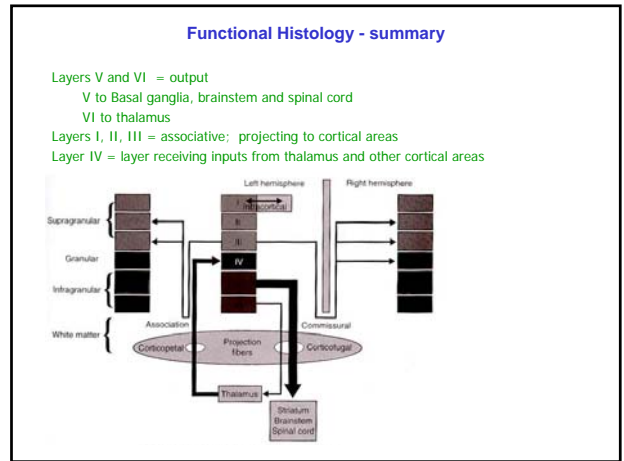 Functional Histology - summary
Layers V and VI = output
V to Basal ganglia, brainstem and spinal cord
VI to thalamus
Layers I, II, III = associative; projecting to cortical areas
Layer IV = layer receiving inputs from thalamus and other cortical areas
Left hemisphere
Right hemisphere
I
Intracortical
Supragranular
II
III
Granular
IV
Infragranular
White matter
Association
Commissural
Corticopetal
Projection
fibers
Corticofugal
Thalamus
Striatum
Brainstem
Spinal cord